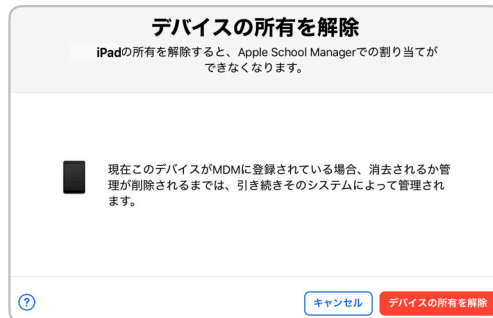 デバイスの所有を解除
iPadの所有を解除すると、Apple School Managerでの割り当てが
できなくなります。
現在このデバイスがMDMに登録されている場合、消去されるか管
理が削除されるまでは、引き続きそのシステムによって管理され
ます。
?
キャンセル
デバイスの所有を解除